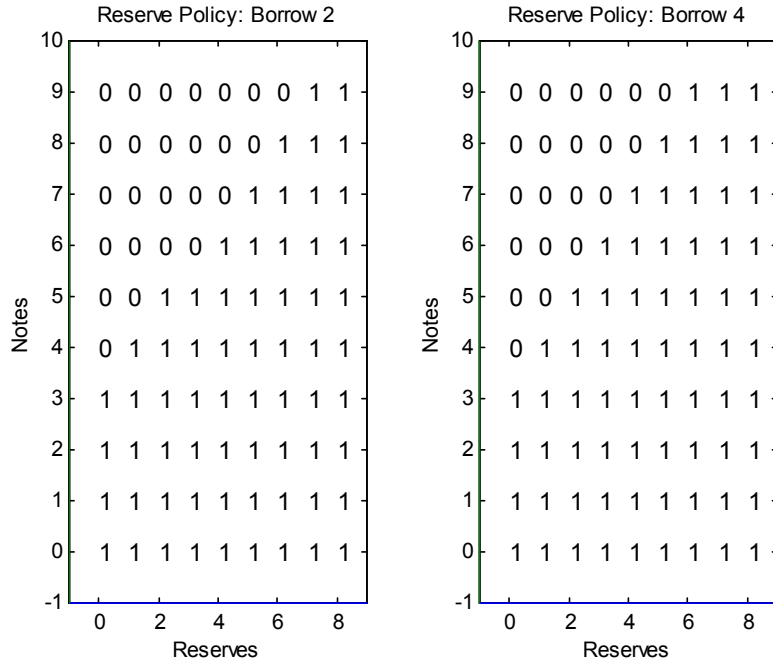 Reserve Policy: Borrow 2
10
9 0 0 0 0 0 0 0 1 1
8 0 0 0 0 0 0 1 1 1
7 0 0 0 0 0 1 1 1 1
6 0 0 0 0 1 1 1 1 1
5 0 0 1 1 1 1 1 1 1
4 0 1 1 1 1 1 1 1 1
3 1 1 1 1 1 1 1 1 1
2 1 1 1 1 1 1 1 1 1
1 1 1 1 1 1 1 1 1 1
0 1 1 1 1 1 1 1 1 1
-1
Notes
0 2 4 6 8
Reserves
Reserve Policy: Borrow 4
10
9 0 0 0 0 0 0 1 1 1
8 0 0 0 0 0 1 1 1 1
7 0 0 0 0 1 1 1 1 1
6 0 0 0 1 1 1 1 1 1
5 0 0 1 1 1 1 1 1 1
4 0 1 1 1 1 1 1 1 1
3 1 1 1 1 1 1 1 1 1
2 1 1 1 1 1 1 1 1 1
1 1 1 1 1 1 1 1 1 1
0 1 1 1 1 1 1 1 1 1
-1
Notes
0 2 4 6 8
Reserves